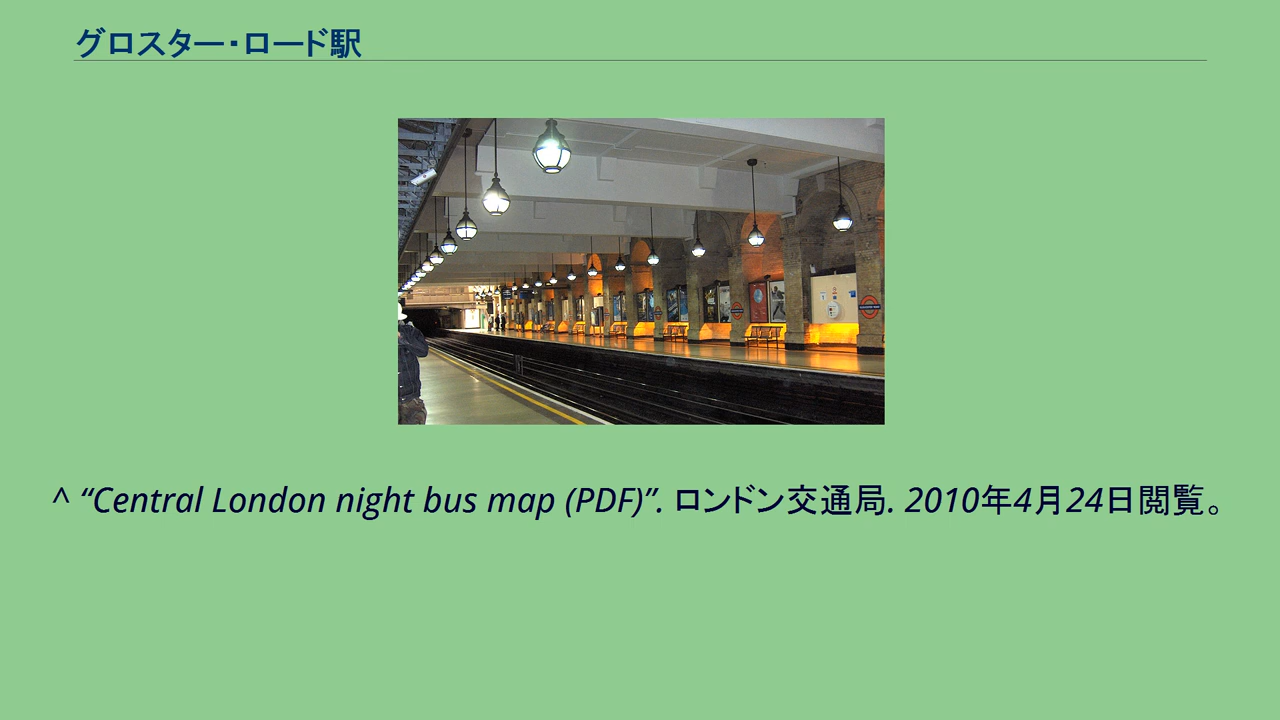 グロスター・ロード駅
^ “Central London night bus map (PDF)”. ロンドン交通局. 2010年4月24日閲覧。